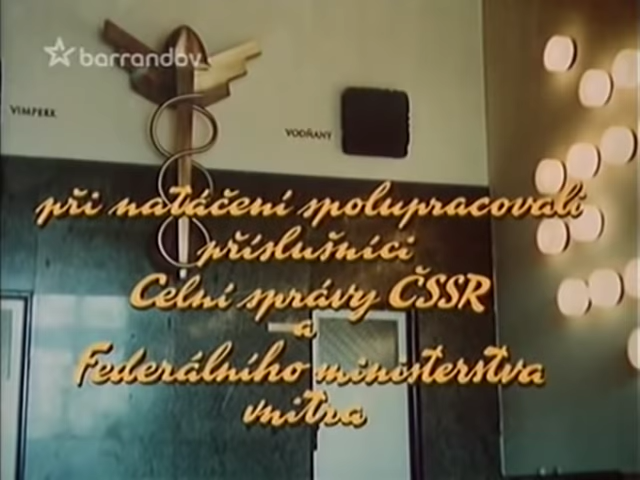 barrandov
VIMPERK
VODŇANY
při natáčení spolupracovali
příslušníci
Celní správy ČSSR
a
Federálního ministerstva
vnitra